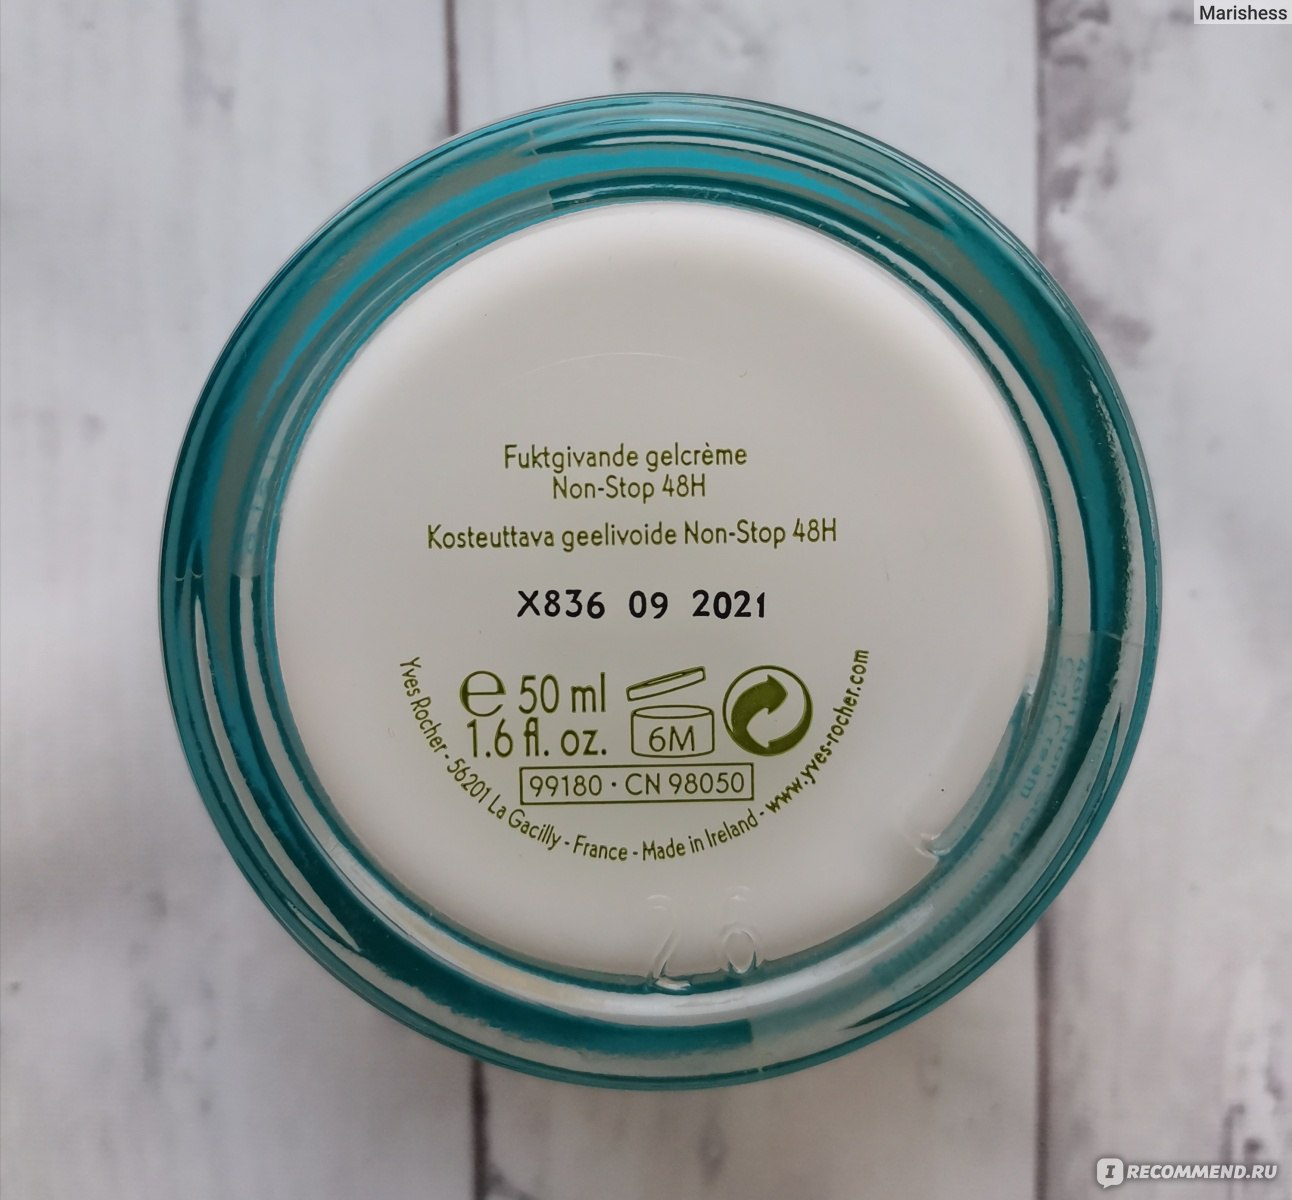 Marishess
Fuktgivande gelcrème
Non-Stop 48H
Kosteuttava geelivoide Non-Stop 48H
X836 09 2021
e 50 ml
1.6 fl. oz.
6M
99180 · CN 98050
Yves Rocher - 56201 La Gacilly - France - Made in Ireland - www.yves-rocher.com
IRECOMMEND.RU